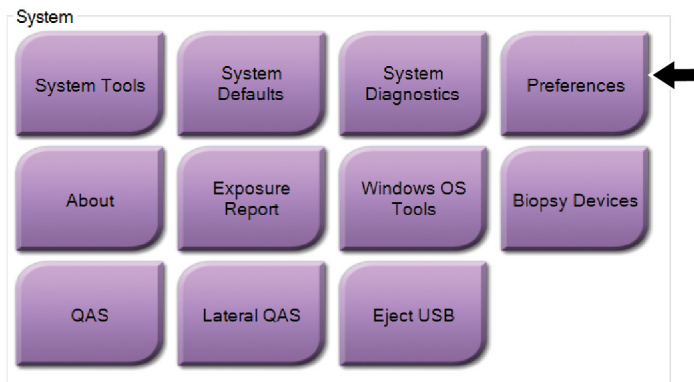 System
System Tools
System
Defaults
System
Diagnostics
Preferences
About
Exposure
Report
Windows OS
Tools
Biopsy Devices
QAS
Lateral QAS
Eject USB